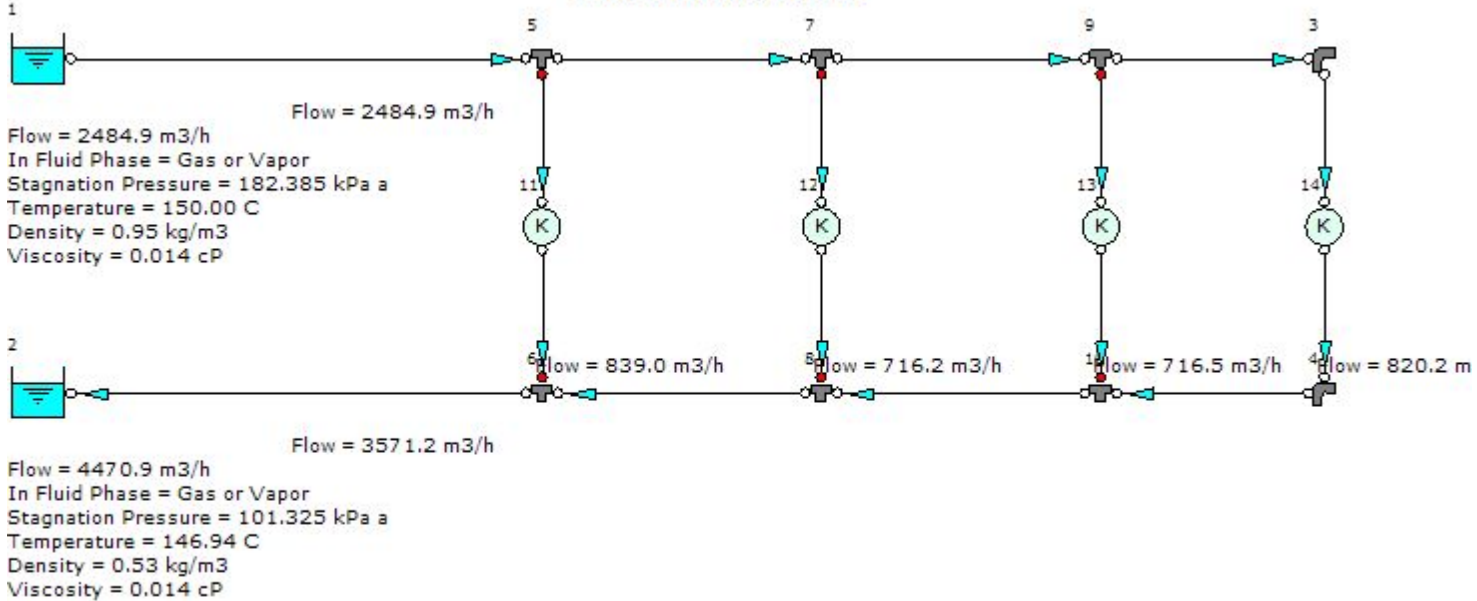 1
5
7
9
3
Flow = 2484.9 m3/h
Flow = 2484.9 m3/h
In Fluid Phase = Gas or Vapor
Stagnation Pressure = 182.385 kPa a
Temperature = 150.00 C
Density = 0.95 kg/m3
Viscosity = 0.014 cP
11
12
13
14
K
K
K
K
2
6
Flow = 839.0 m3/h
8
Flow = 716.2 m3/h
Flow = 716.5 m3/h
4
Flow = 820.2 m
Flow = 3571.2 m3/h
Flow = 4470.9 m3/h
In Fluid Phase = Gas or Vapor
Stagnation Pressure = 101.325 kPa a
Temperature = 146.94 C
Density = 0.53 kg/m3
Viscosity = 0.014 cP